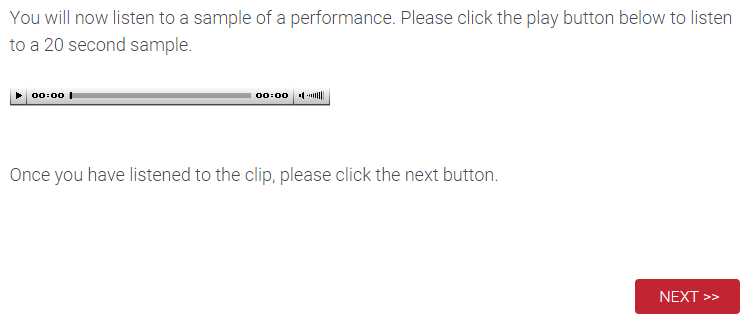 You will now listen to a sample of a performance. Please click the play button below to listen
to a 20 second sample.
00:00 00:00
Once you have listened to the clip, please click the next button.
NEXT >>